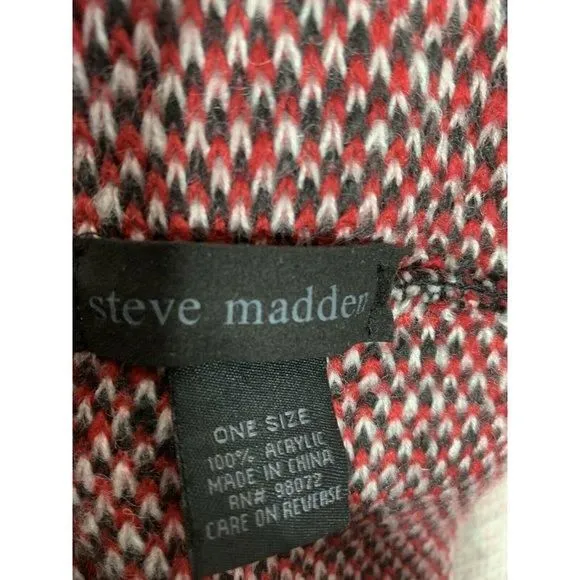 steve madden
ONE SIZE
100% ACRYLIC
MADE IN CHINA
RN# 98072
CARE ON REVERSE